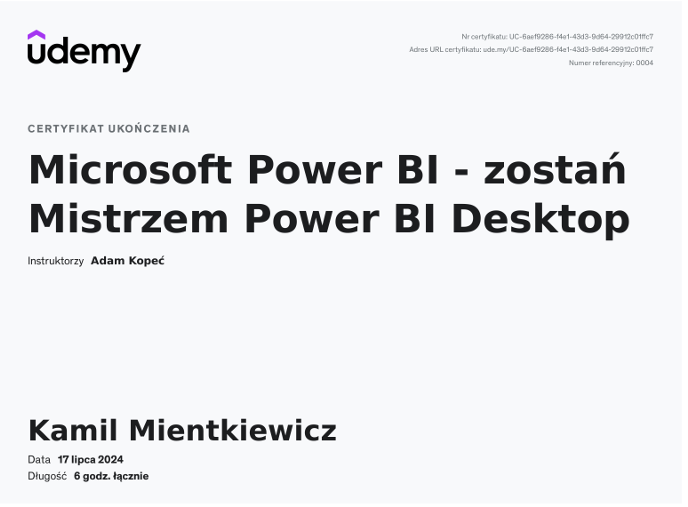 udemy
Nr certyfikatu: UC-6aef9286-f4e1-43d3-9d64-29912c01ffc7
Adres URL certyfikatu: ude.my/UC-6aef9286-f4e1-43d3-9d64-29912c01ffc7
Numer referencyjny: 0004
CERTYFIKAT UKOŃCZENIA
Microsoft Power BI - zostań
Mistrzem Power BI Desktop
Instruktorzy Adam Kopeć
Kamil Mientkiewicz
Data 17 lipca 2024
Długość 6 godz. łącznie